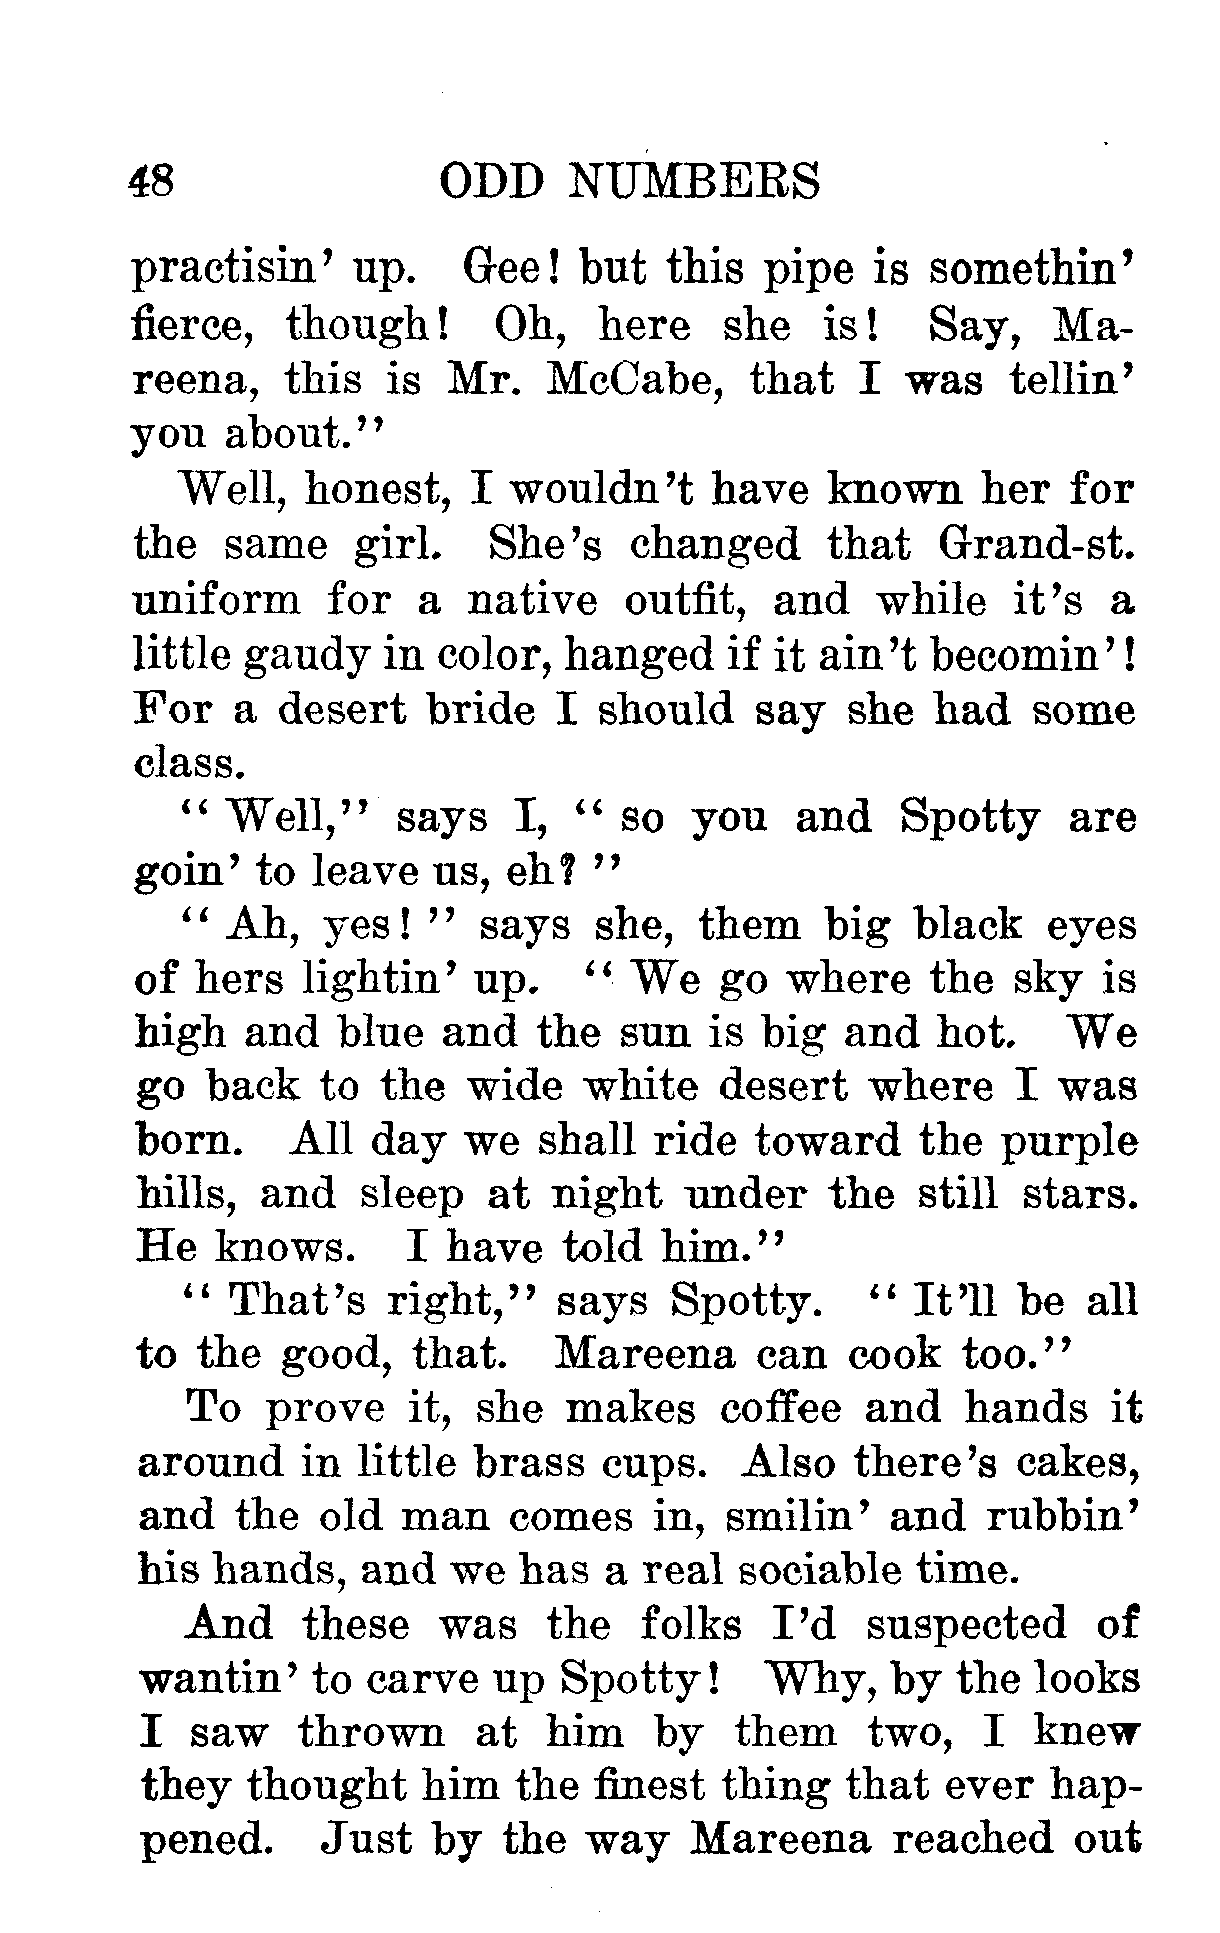 48 ODD NUMBERS
practisin' up. Gee! but this pipe is somethin'
fierce, though! Oh, here she is! Say, Ma-
reena, this is Mr. McCabe, that I was tellin'
you about."
Well, honest, I wouldn't have known her for
the same girl. She's changed that Grand-st.
uniform for a native outfit, and while it's a
little gaudy in color, hanged if it ain't becomin'!
For a desert bride I should say she had some
class.
"Well," says I, "so you and Spotty are
goin' to leave us, eh?"
"Ah, yes!" says she, them big black eyes
of hers lightin' up. "We go where the sky is
high and blue and the sun is big and hot. We
go back to the wide white desert where I was
born. All day we shall ride toward the purple
hills, and sleep at night under the still stars.
He knows. I have told him."
"That's right," says Spotty. "It'll be all
to the good, that. Mareena can cook too."
To prove it, she makes coffee and hands it
around in little brass cups. Also there's cakes,
and the old man comes in, smilin' and rubbin'
his hands, and we has a real sociable time.
And these was the folks I'd suspected of
wantin' to carve up Spotty! Why, by the looks
I saw thrown at him by them two, I knew
they thought him the finest thing that ever hap-
pened. Just by the way Mareena reached out